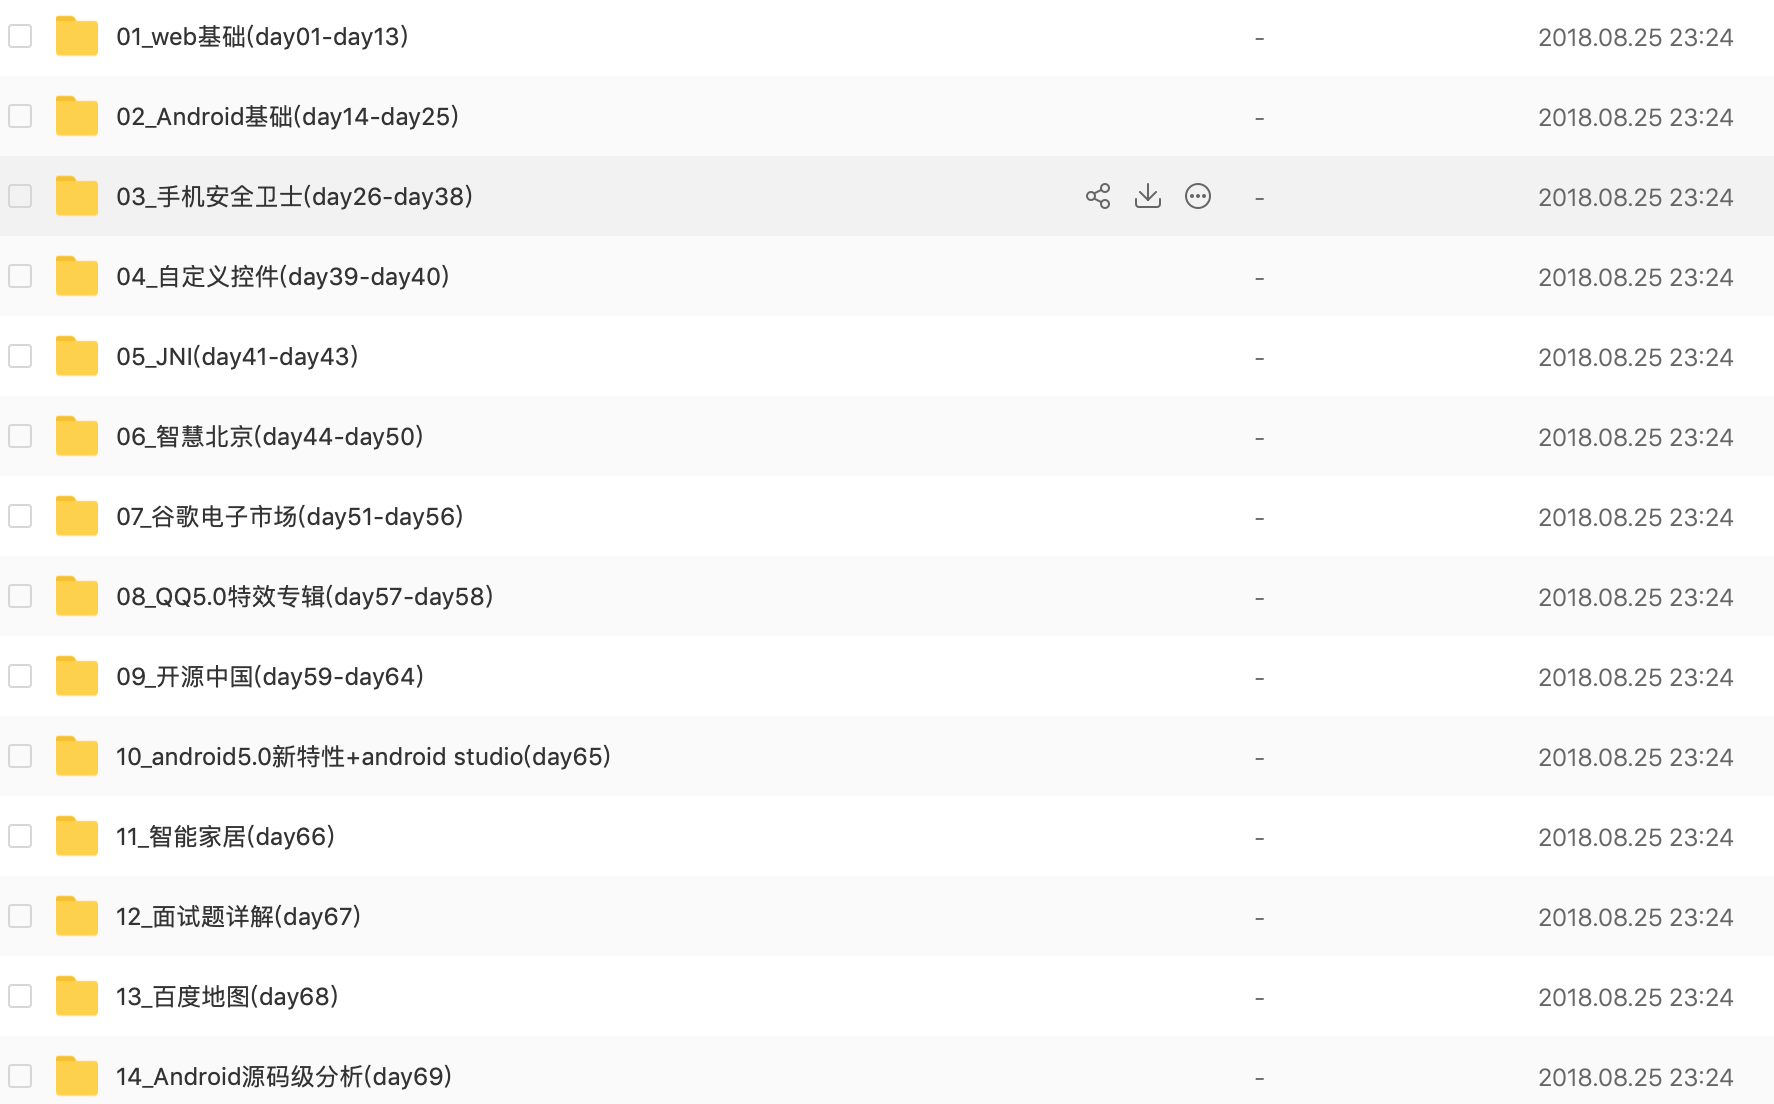 01_web基础(day01-day13) - 2018.08.25 23:24
02_Android基础(day14-day25) - 2018.08.25 23:24
03_手机安全卫士(day26-day38) - 2018.08.25 23:24
04_自定义控件(day39-day40) - 2018.08.25 23:24
05_JNI(day41-day43) - 2018.08.25 23:24
06_智慧北京(day44-day50) - 2018.08.25 23:24
07_谷歌电子市场(day51-day56) - 2018.08.25 23:24
08_QQ5.0特效专辑(day57-day58) - 2018.08.25 23:24
09_开源中国(day59-day64) - 2018.08.25 23:24
10_android5.0新特性+android studio(day65) - 2018.08.25 23:24
11_智能家居(day66) - 2018.08.25 23:24
12_面试题详解(day67) - 2018.08.25 23:24
13_百度地图(day68) - 2018.08.25 23:24
14_Android源码级分析(day69) - 2018.08.25 23:24